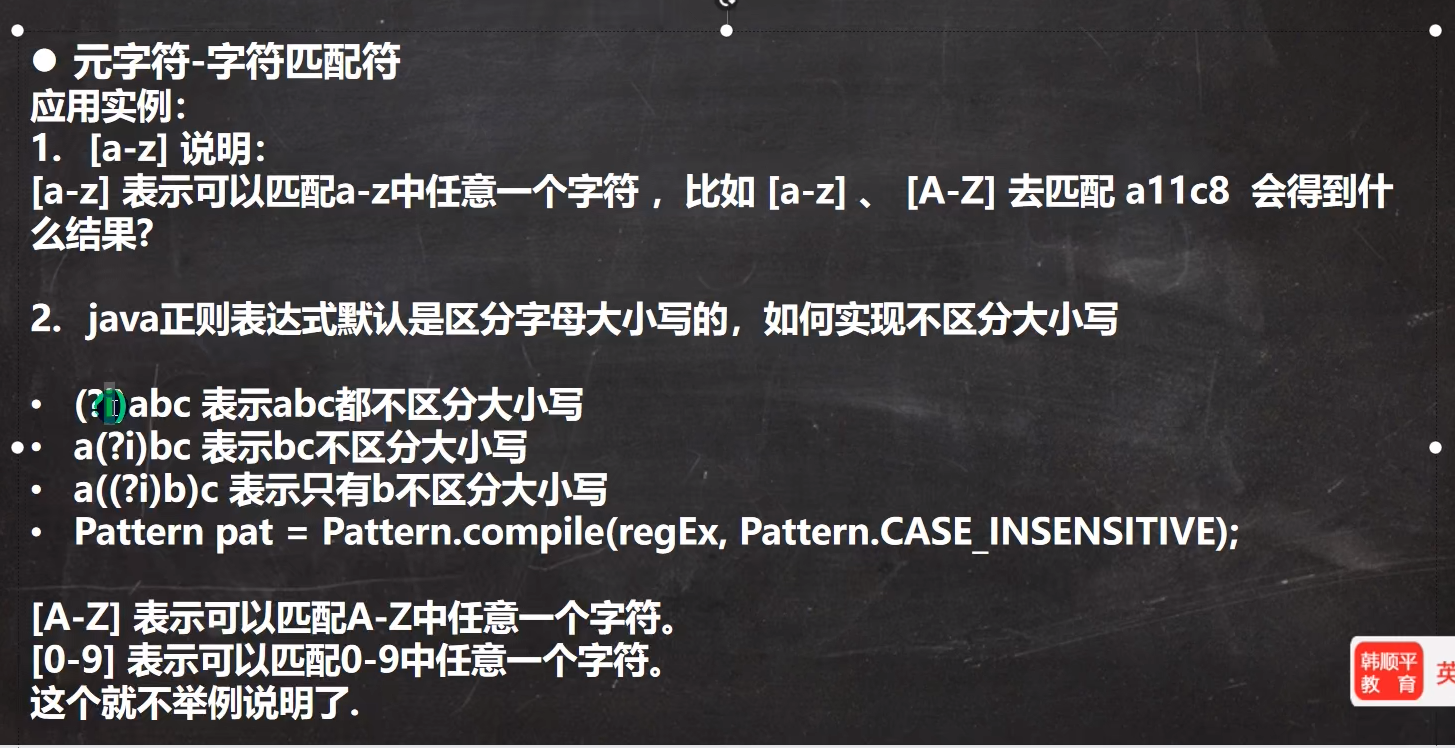 ● 元字符-字符匹配符
应用实例：
1. [a-z] 说明：
[a-z] 表示可以匹配a-z中任意一个字符 ，比如 [a-z] 、 [A-Z] 去匹配 a11c8 会得到什
么结果?
2. java正则表达式默认是区分字母大小写的，如何实现不区分大小写
• (?i)abc 表示abc都不区分大小写
• a(?i)bc 表示bc不区分大小写
• a((?i)b)c 表示只有b不区分大小写
• Pattern pat = Pattern.compile(regEx, Pattern.CASE_INSENSITIVE);
[A-Z] 表示可以匹配A-Z中任意一个字符。
[0-9] 表示可以匹配0-9中任意一个字符。
这个就不举例说明了.
韩顺平
教 育
英